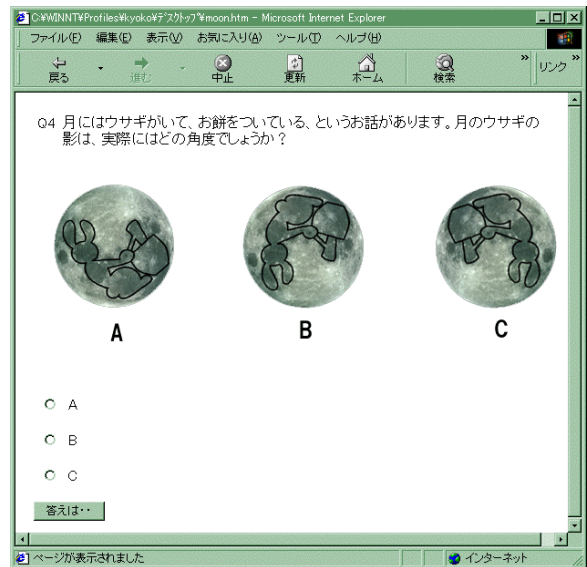 C:¥WINNT¥Profiles¥kyoko¥ﾃﾞｽｸﾄｯﾌﾟ¥moon.htm - Microsoft Internet Explorer
ファイル(F) 編集(E) 表示(V) お気に入り(A) ツール(T) ヘルプ(H)
戻る 進む 中止 更新 ホーム 検索 » リンク »
Q4 月にはウサギがいて、お餅をついている、というお話があります。月のウサギの
影は、実際にはどの角度でしょうか？
A B C
A
B
C
答えは‥
ページが表示されました インターネット